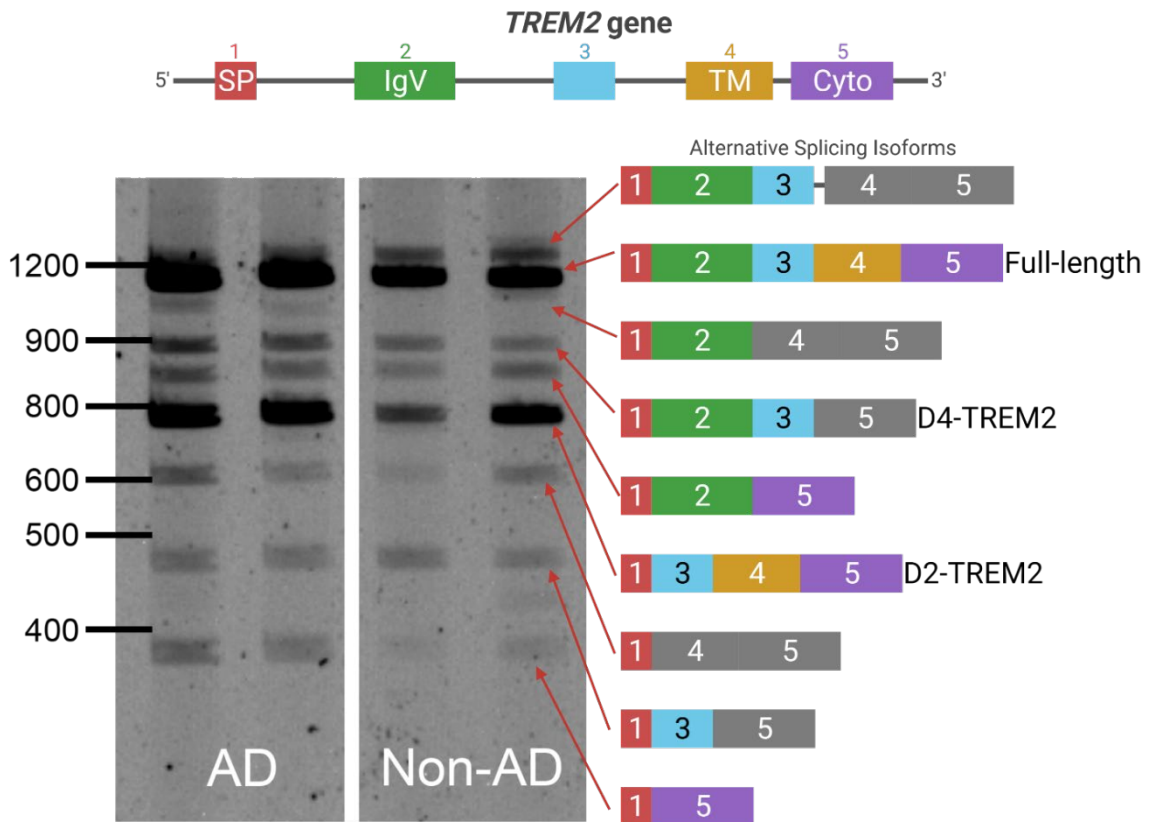 TREM2 gene
1 2 3 4 5
5' SP IgV TM Cyto 3'
Alternative Splicing Isoforms
1 2 3 4 5
1200
1 2 3 4 5 Full-length
900
1 2 4 5
800
1 2 3 5 D4-TREM2
600
1 2 5
500
1 3 4 5 D2-TREM2
400
1 4 5
1 3 5
AD Non-AD
1 5